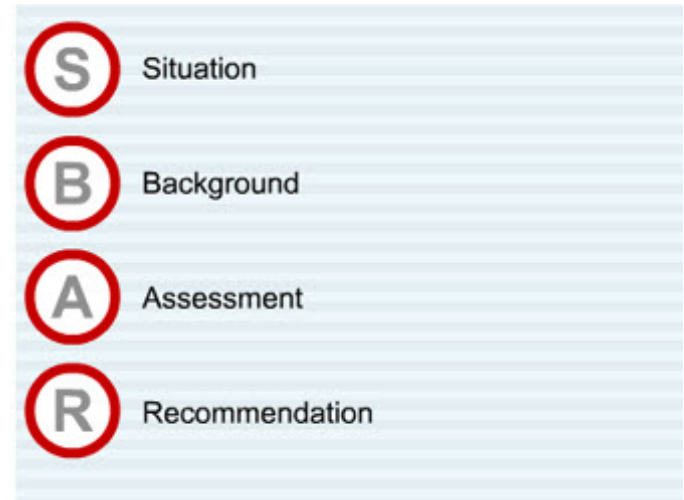 S Situation
B Background
A Assessment
R Recommendation